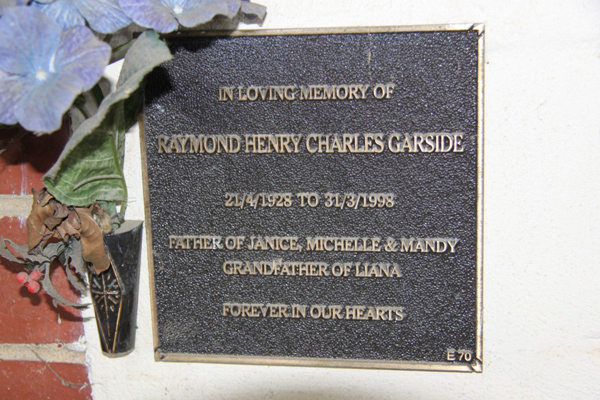 IN LOVING MEMORY OF
RAYMOND HENRY CHARLES GARSIDE
21/4/1928 TO 31/3/1998
FATHER OF JANICE, MICHELLE & MANDY
GRANDFATHER OF LIANA
FOREVER IN OUR HEARTS
E 70